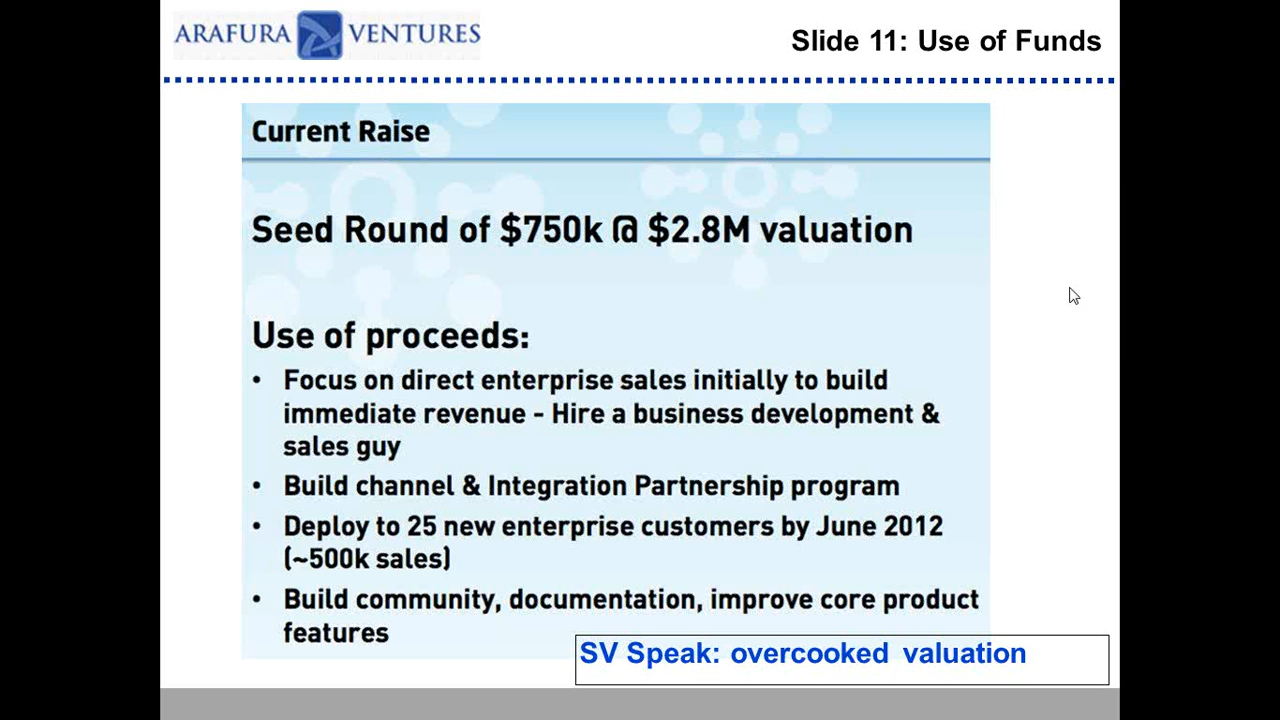 ARAFURA VENTURES
Slide 11: Use of Funds
Current Raise
Seed Round of $750k @ $2.8M valuation
Use of proceeds:
• Focus on direct enterprise sales initially to build
immediate revenue - Hire a business development &
sales guy
• Build channel & Integration Partnership program
• Deploy to 25 new enterprise customers by June 2012
(~500k sales)
• Build community, documentation, improve core product
features
SV Speak: overcooked valuation